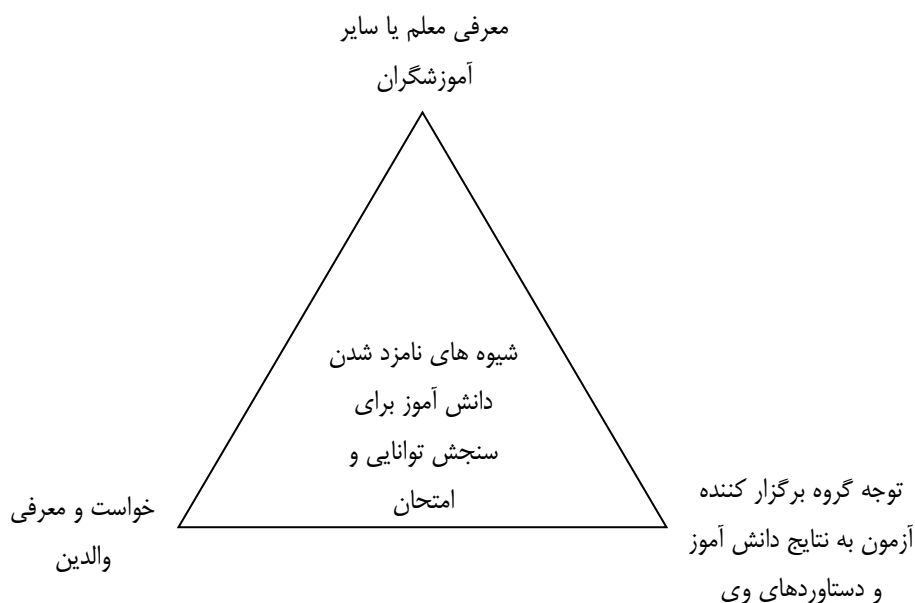 معرفی معلم یا سایر
آموزشگران
شیوه های نامزد شدن
دانش آموز برای
سنجش توانایی و
امتحان
توجه گروه برگزار کننده
آزمون به نتایج دانش آموز
و دستاوردهای وی
خواست و معرفی
والدین